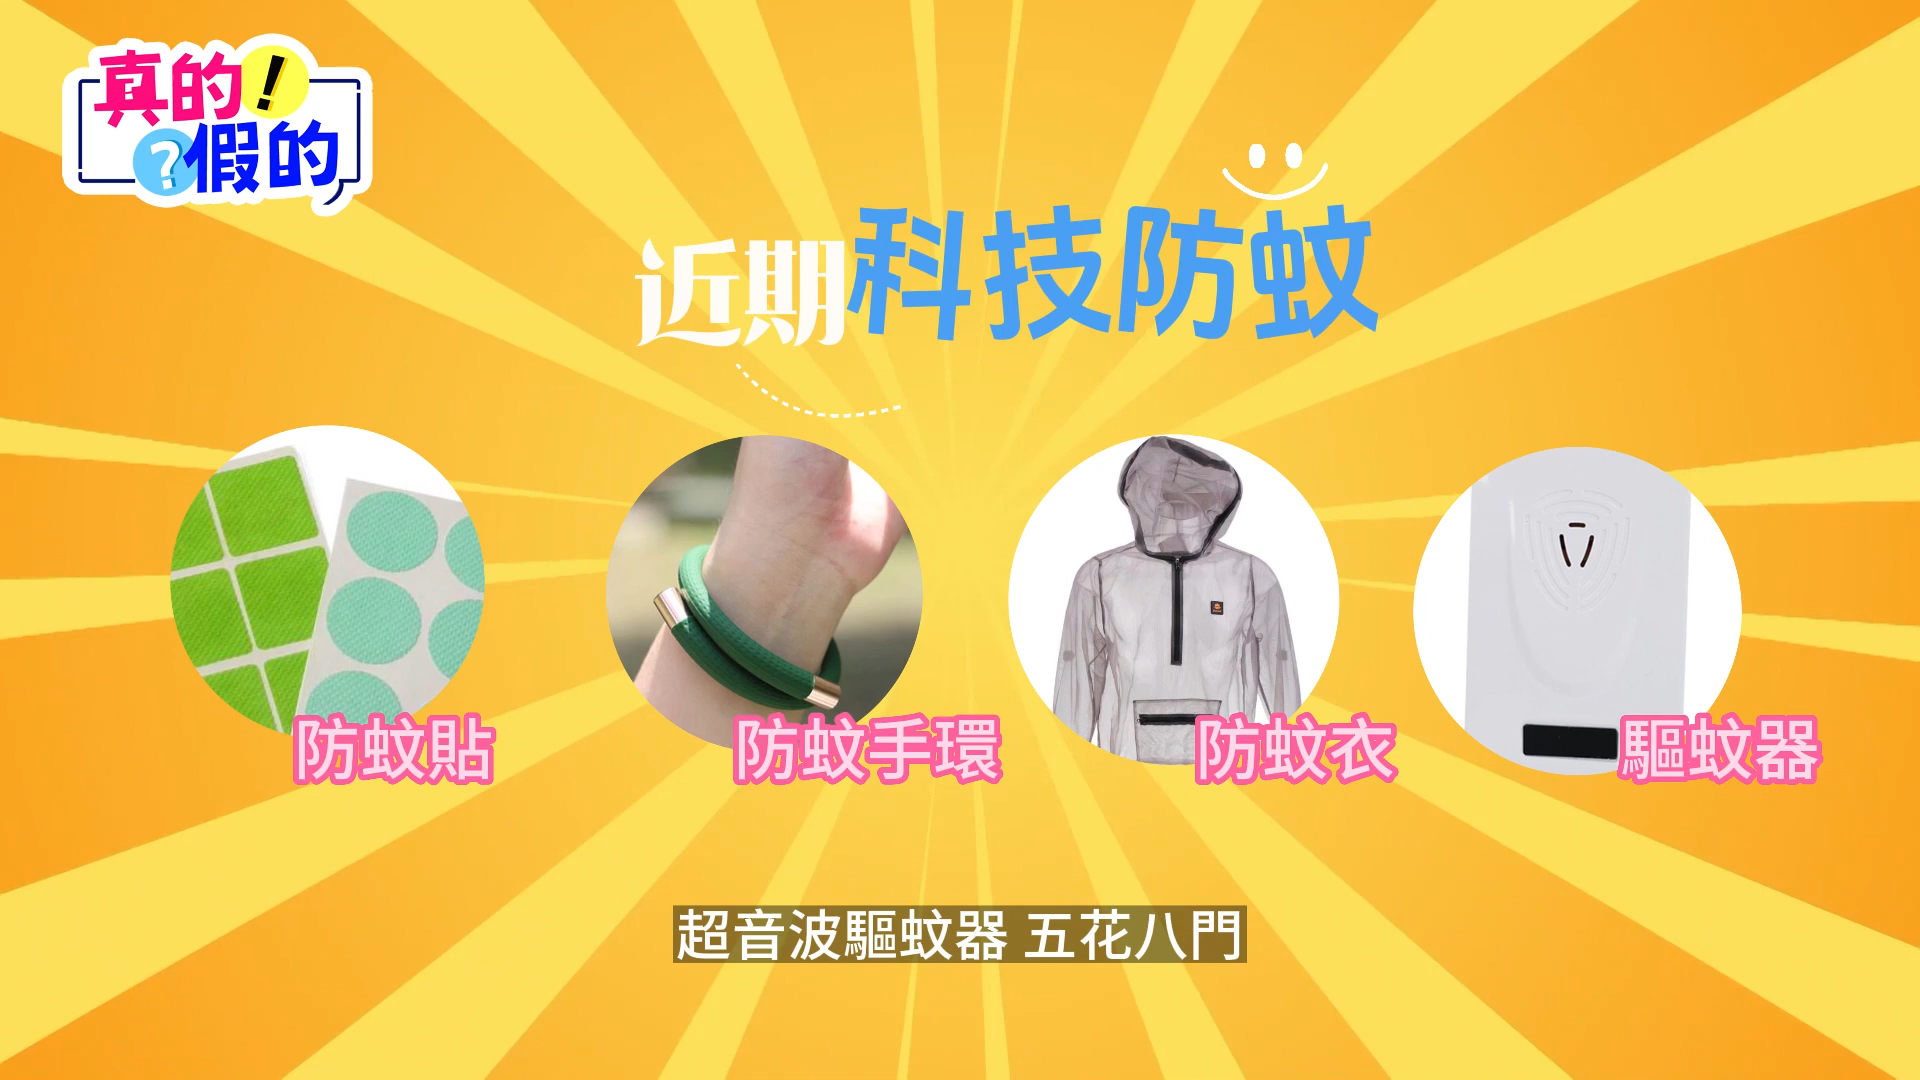 真的!
?假的
近期科技防蚊
防蚊貼
防蚊手環
防蚊衣
驅蚊器
超音波驅蚊器 五花八門